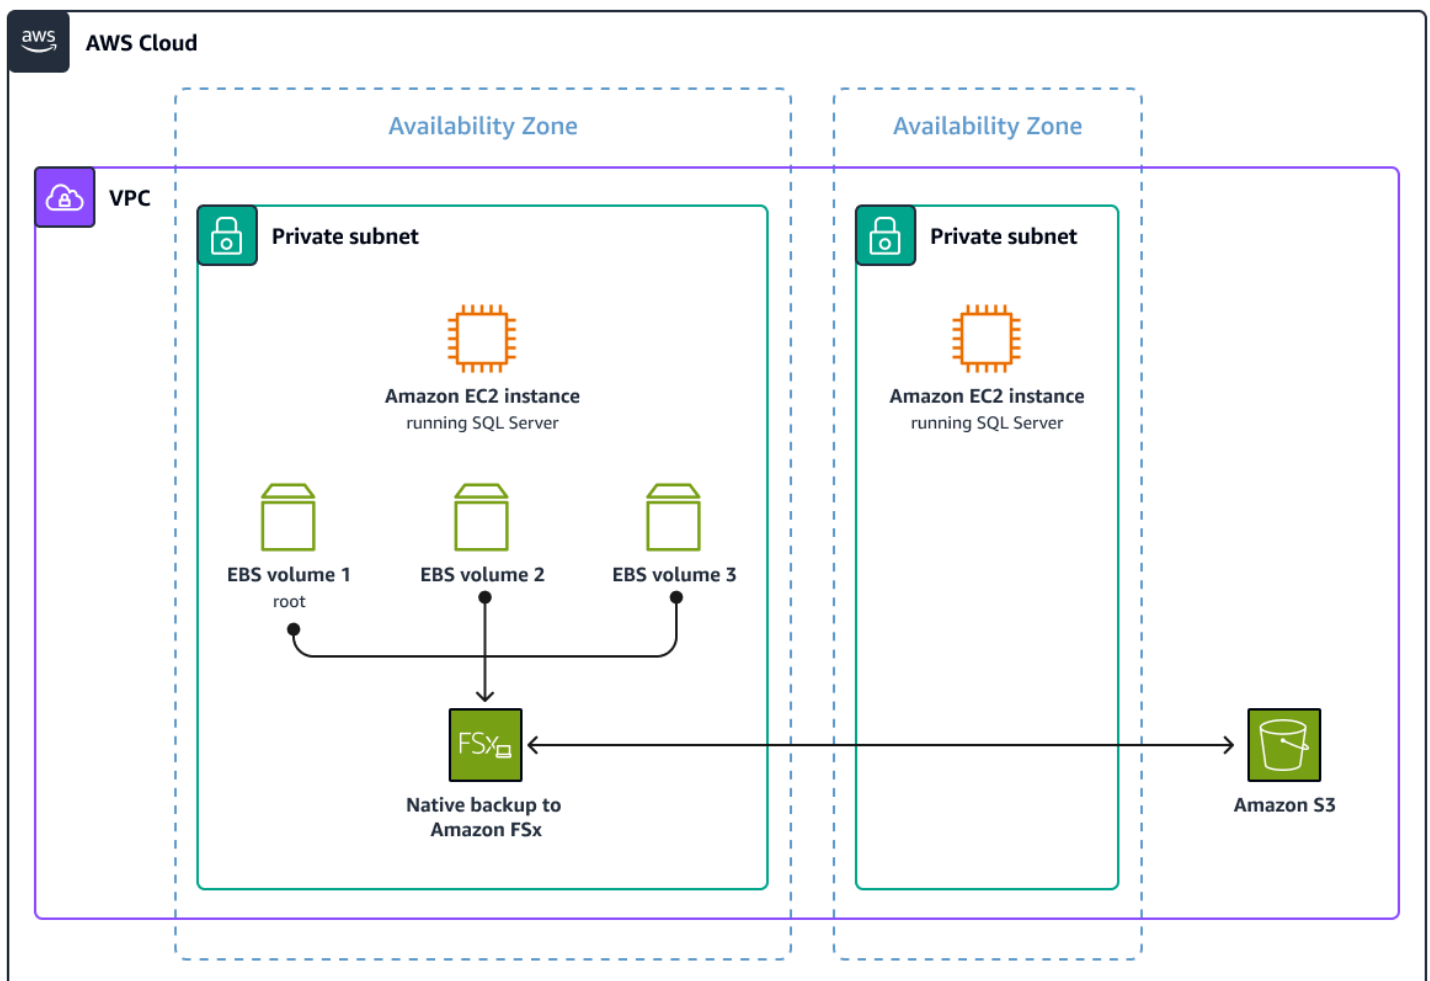 aws
AWS Cloud
Availability Zone
Availability Zone
VPC
Private subnet
Private subnet
Amazon EC2 instance
running SQL Server
Amazon EC2 instance
running SQL Server
EBS volume 1
root
EBS volume 2
EBS volume 3
FSx
Native backup to
Amazon FSx
Amazon S3